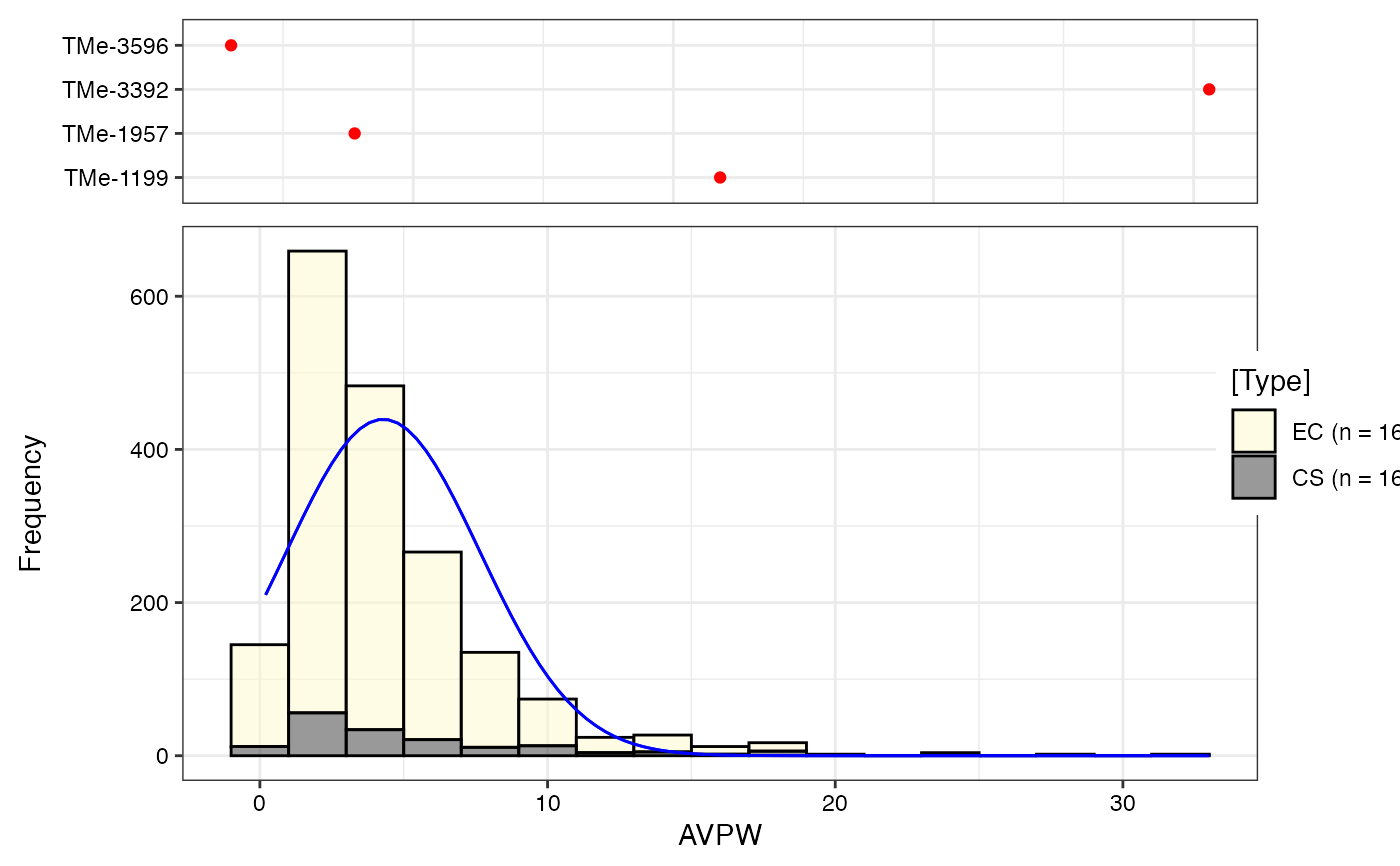 TMe-3596
TMe-3392
TMe-1957
TMe-1199
600
400
200
0
Frequency
0 10 20 30
AVPW
[Type]
EC (n = 16
CS (n = 16